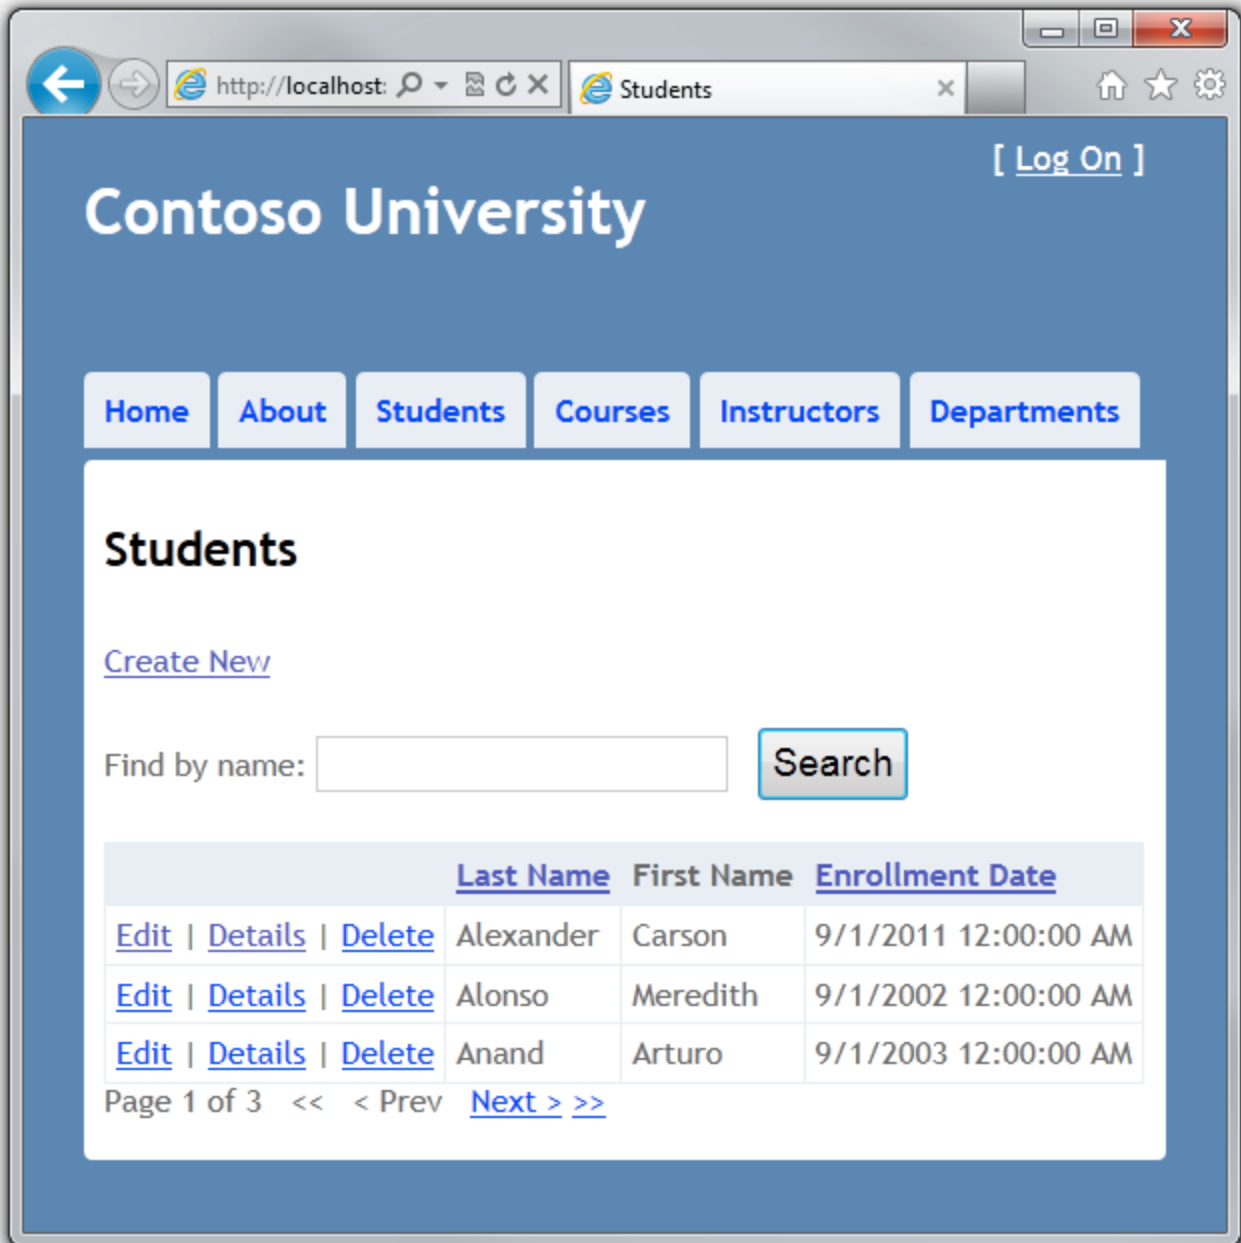 http://localhost:
Students
[ Log On ]
Contoso University
Home About Students Courses Instructors Departments
Students
Create New
Find by name: Search
Last Name First Name Enrollment Date
Edit | Details | Delete Alexander Carson 9/1/2011 12:00:00 AM
Edit | Details | Delete Alonso Meredith 9/1/2002 12:00:00 AM
Edit | Details | Delete Anand Arturo 9/1/2003 12:00:00 AM
Page 1 of 3 << < Prev Next > >>